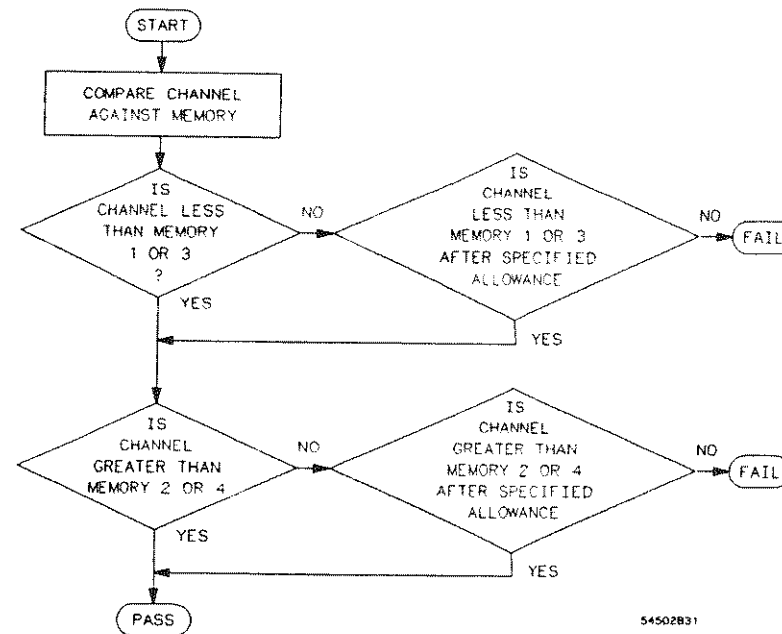 START
COMPARE CHANNEL
AGAINST MEMORY
IS
CHANNEL LESS
THAN MEMORY
1 OR 3
?
NO
YES
IS
CHANNEL
LESS THAN
MEMORY 1 OR 3
AFTER SPECIFIED
ALLOWANCE
NO
FAIL
YES
IS
CHANNEL
GREATER THAN
MEMORY 2 OR 4
NO
YES
IS
CHANNEL
GREATER THAN
MEMORY 2 OR 4
AFTER SPECIFIED
ALLOWANCE
NO
FAIL
YES
PASS
54502B31